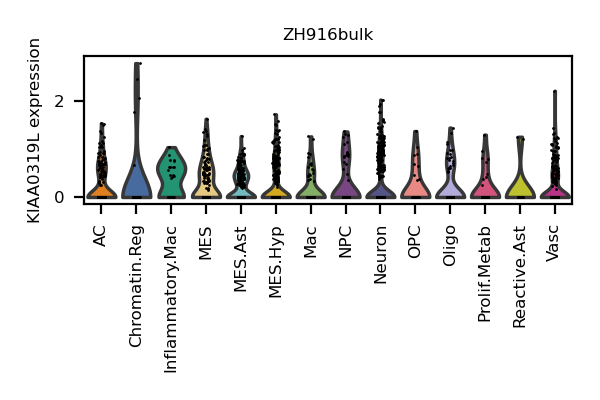 ZH916bulk
KIAA0319L expression
2
0
AC
Chromatin.Reg
Inflammatory.Mac
MES
MES.Ast
MES.Hyp
Mac
NPC
Neuron
OPC
Oligo
Prolif.Metab
Reactive.Ast
Vasc